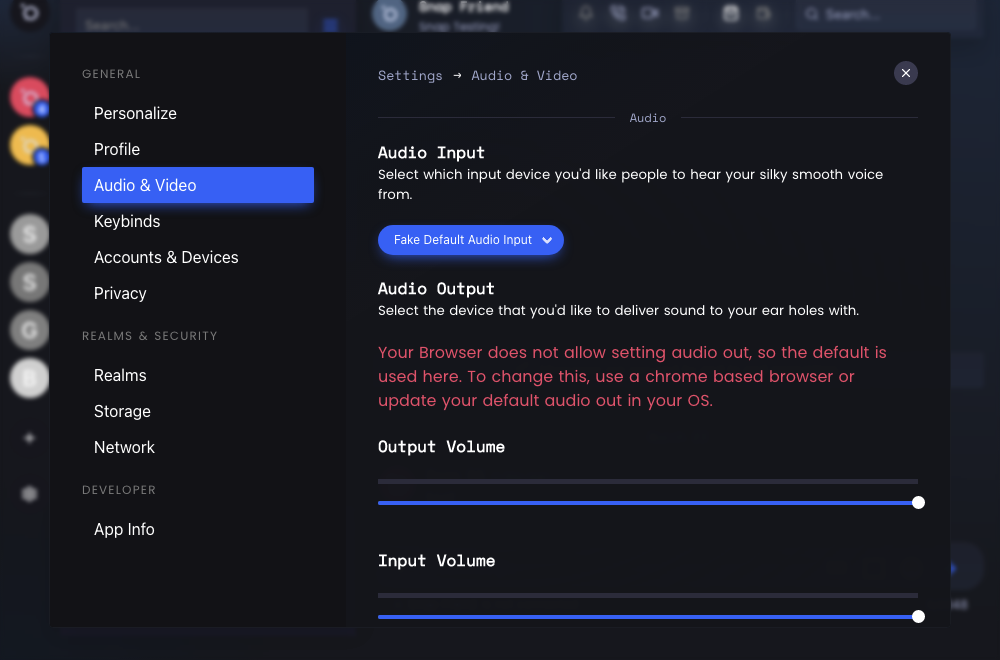 Snap Friend
Snap Testing!
Search...
Search...
GENERAL
Personalize
Profile
Audio & Video
Keybinds
Accounts & Devices
Privacy
REALMS & SECURITY
Realms
Storage
Network
DEVELOPER
App Info
Settings → Audio & Video
Audio
Audio Input
Select which input device you'd like people to hear your silky smooth voice
from.
Fake Default Audio Input
Audio Output
Select the device that you'd like to deliver sound to your ear holes with.
Your Browser does not allow setting audio out, so the default is
used here. To change this, use a chrome based browser or
update your default audio out in your OS.
Output Volume
Input Volume
S
S
G